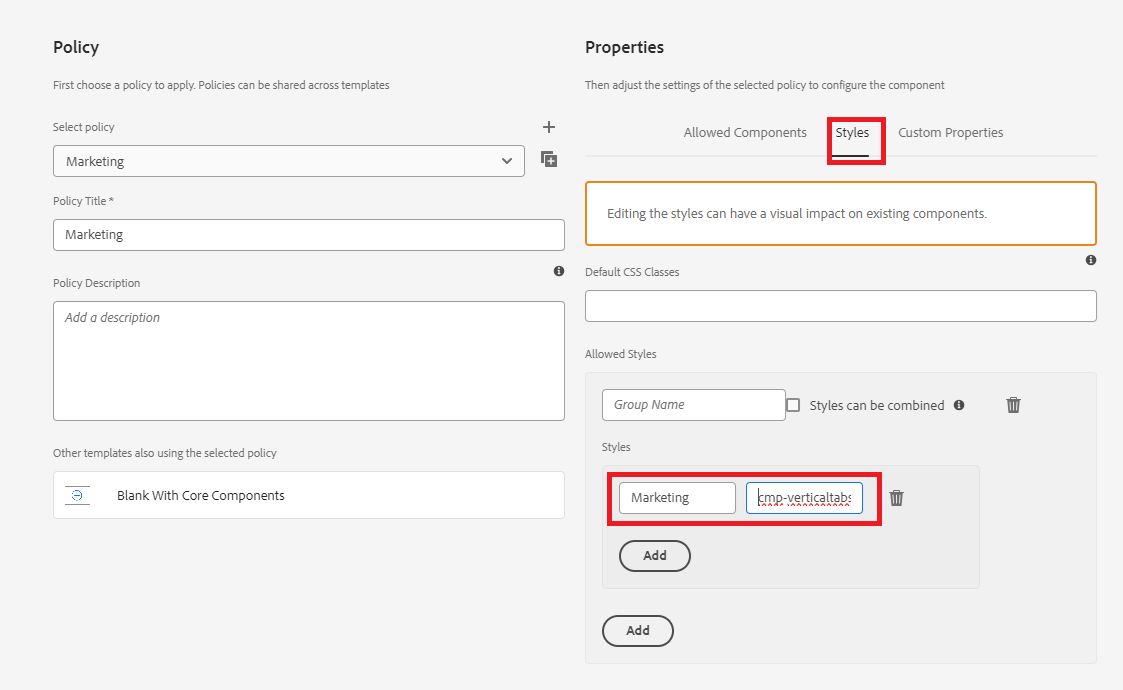 Policy
First choose a policy to apply. Policies can be shared across templates
Select policy
Marketing
Policy Title *
Marketing
Policy Description
Add a description
Other templates also using the selected policy
Blank With Core Components
Properties
Then adjust the settings of the selected policy to configure the component
Allowed Components
Styles
Custom Properties
Editing the styles can have a visual impact on existing components.
Default CSS Classes
Allowed Styles
Group Name
Styles can be combined
Styles
Marketing
cmp-verticaltabs
Add
Add